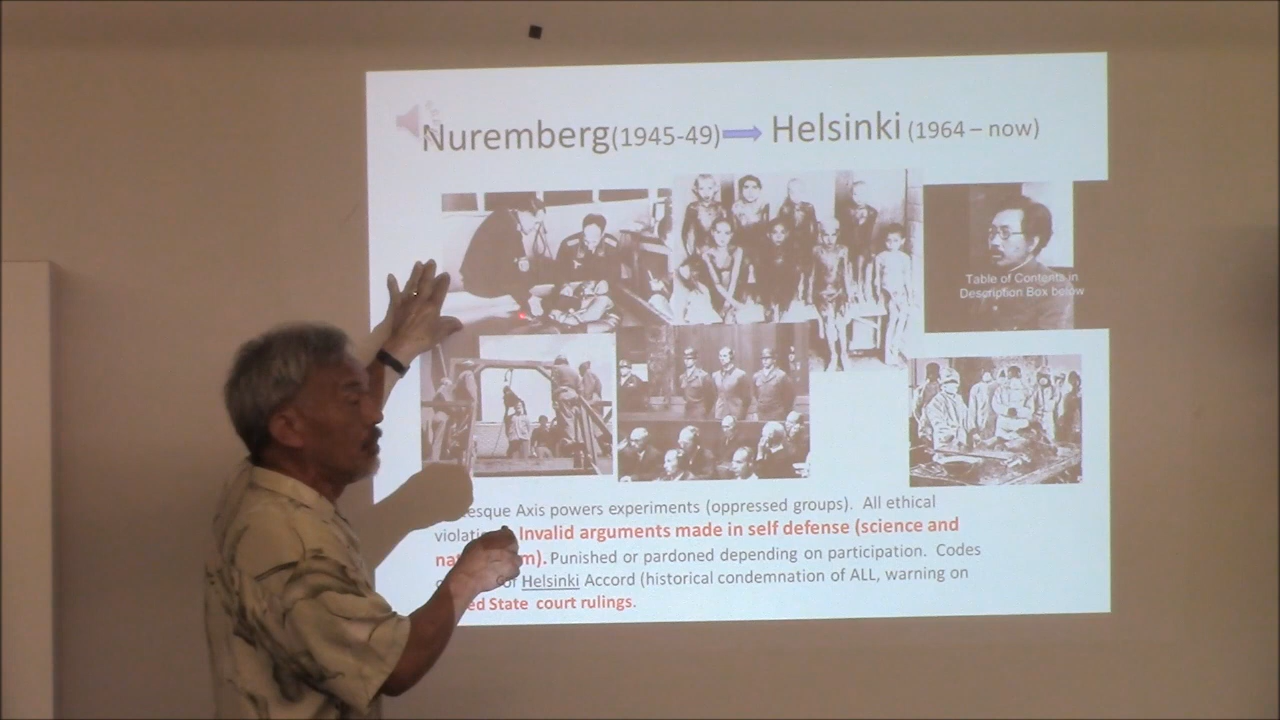 Nuremberg(1945-49) Helsinki (1964 – now)
Table of Contents in
Description Box below
esque Axis powers experiments (oppressed groups). All ethical
violati Invalid arguments made in self defense (science and
na m). Punished or pardoned depending on participation. Codes
of Helsinki Accord (historical condemnation of ALL, warning on
ed State court rulings.